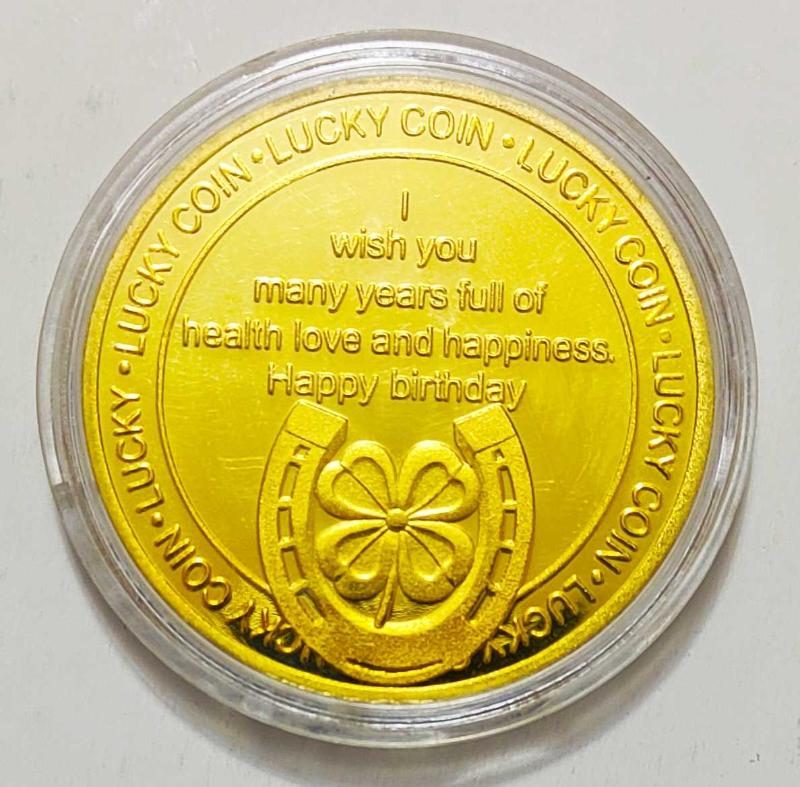 I
wish you
many years full of
health love and happiness.
Happy birthday
LUCKY COIN • LUCKY COIN • LUCKY COIN • LUCKY COIN • LUCKY
LUCKY COIN • LUCKY